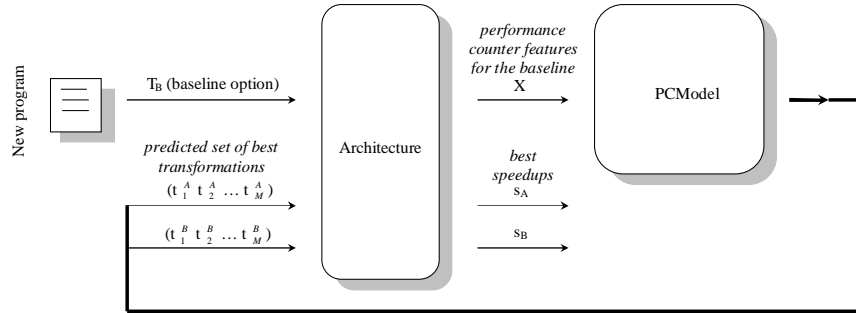 New program
T_B (baseline option)
predicted set of best
transformations
(t_1^A t_2^A … t_M^A)
(t_1^B t_2^B … t_M^B)
Architecture
performance
counter features
for the baseline
X
best
speedups
s_A
s_B
PCModel